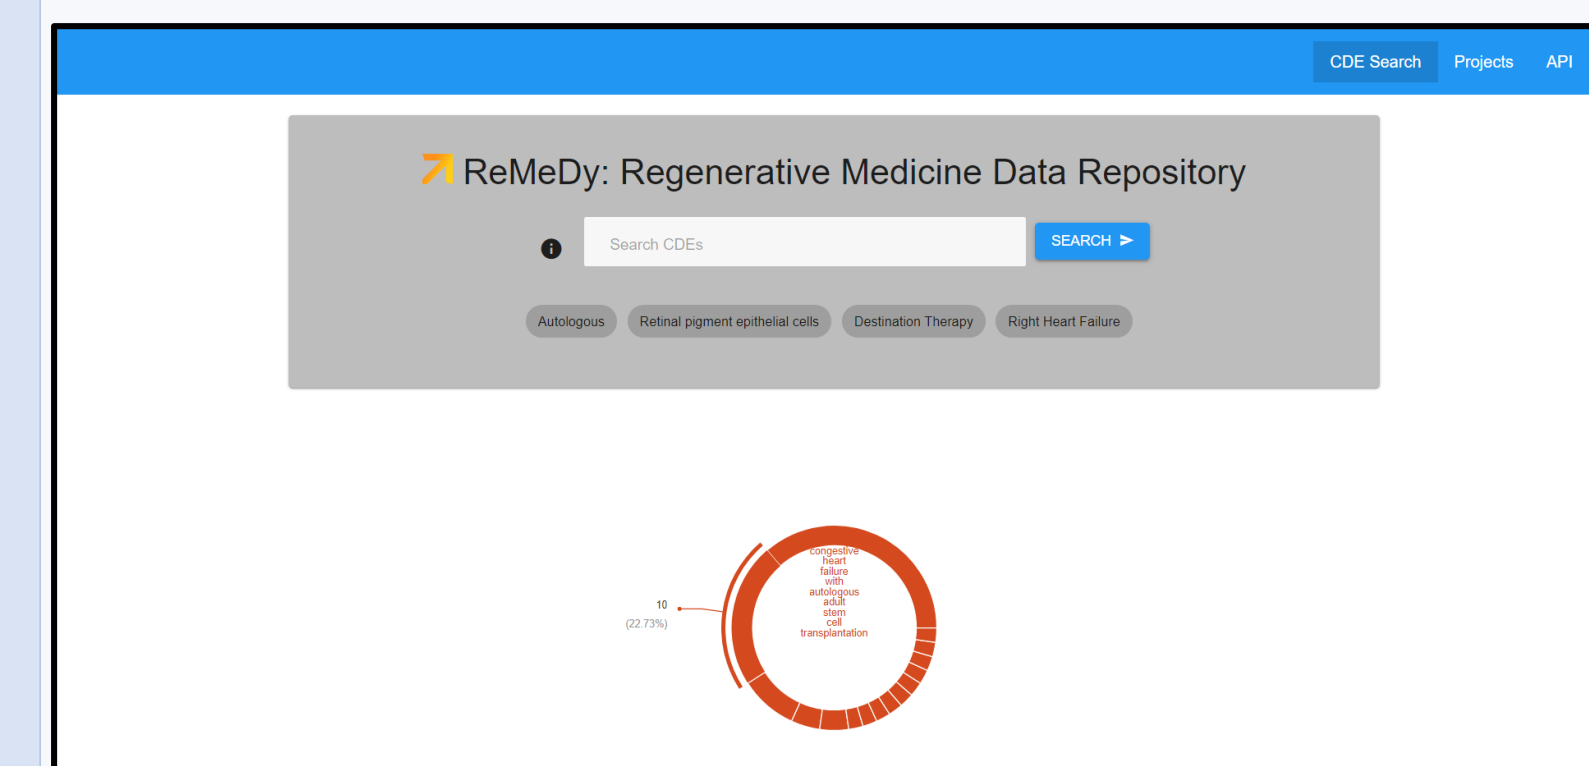 CDE Search Projects API
ReMeDy: Regenerative Medicine Data Repository
Search CDEs
SEARCH
Autologous Retinal pigment epithelial cells Destination Therapy Right Heart Failure
congestive
heart
failure
with
autologous
adult
stem
cell
transplantation
10
(22.73%)